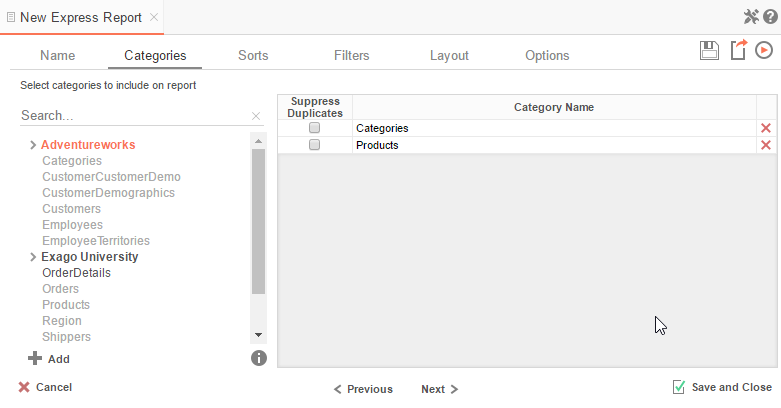 New Express Report
Name Categories Sorts Filters Layout Options
Select categories to include on report
Search...
Adventureworks
Categories
CustomerCustomerDemo
CustomerDemographics
Customers
Employees
EmployeeTerritories
Exago University
OrderDetails
Orders
Products
Region
Shippers
Add
Suppress Duplicates Category Name
Categories
Products
Cancel
Previous Next
Save and Close